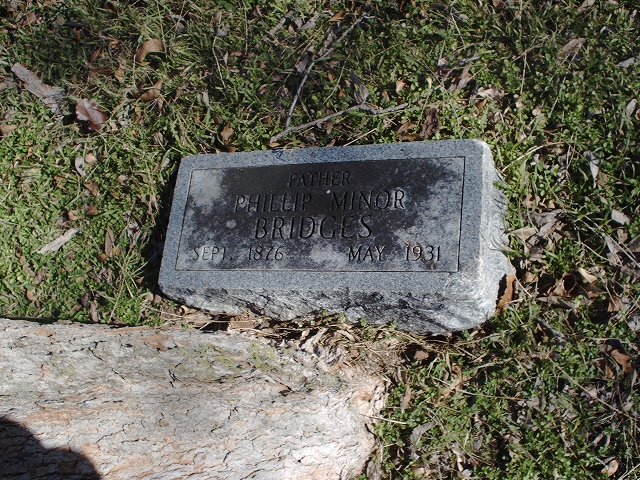 FATHER
PHILLIP MINOR
BRIDGES
SEPT. 1876 MAY 1931